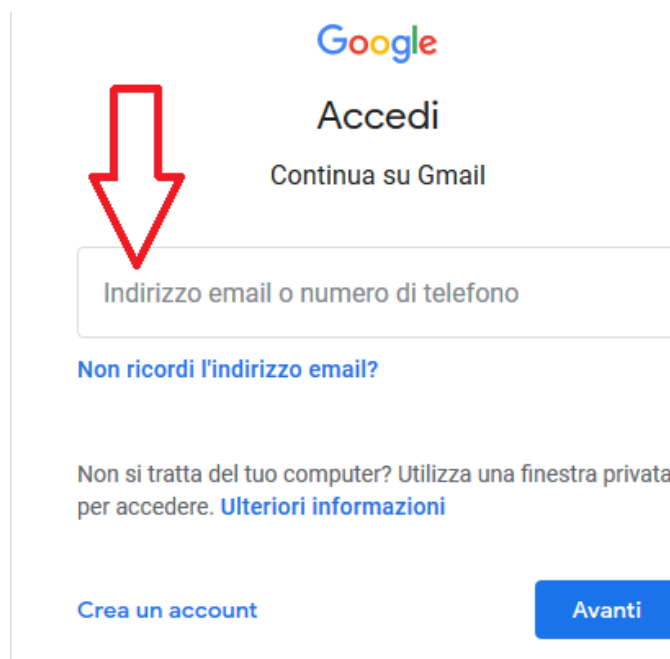 Google
Accedi
Continua su Gmail
Indirizzo email o numero di telefono
Non ricordi l'indirizzo email?
Non si tratta del tuo computer? Utilizza una finestra privata
per accedere. Ulteriori informazioni
Crea un account
Avanti